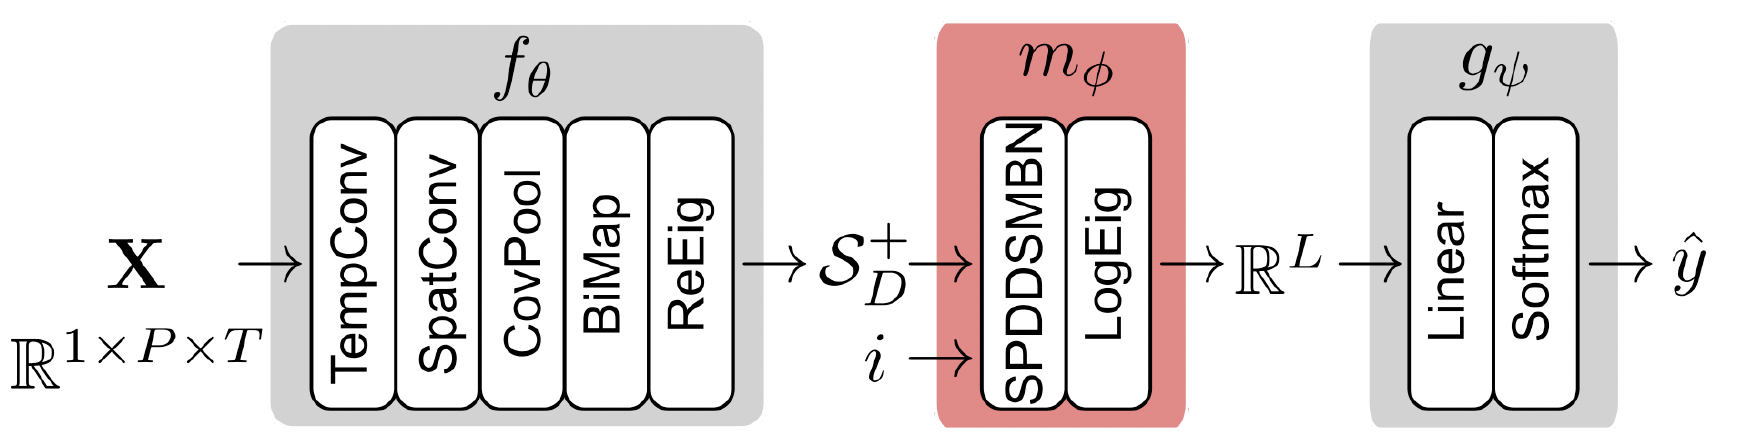 f_θ
m_ϕ
g_ψ
X
ℝ^{1×P×T}
TempConv
SpatConv
CovPool
BiMap
ReEig
𝒮_D^+
i
SPDDSMBN
LogEig
ℝ^L
Linear
Softmax
ŷ